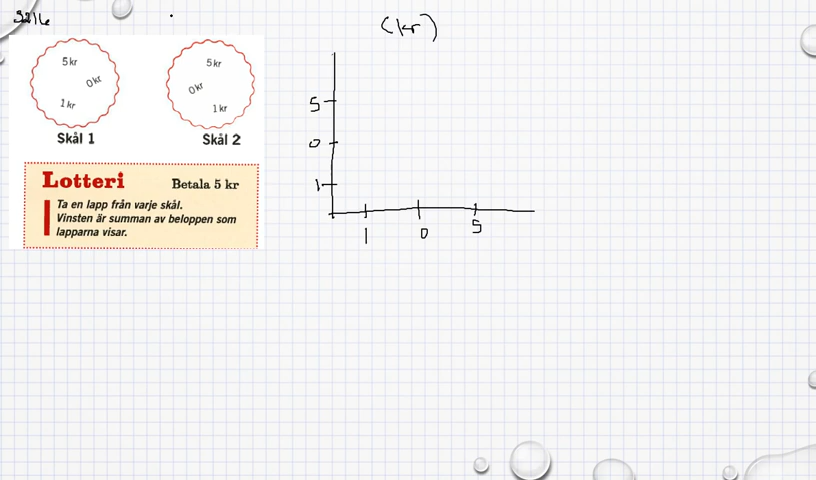 3216
(kr)
5 kr
0 kr
1 kr
Skål 1
5 kr
0 kr
1 kr
Skål 2
Lotteri
Betala 5 kr
Ta en lapp från varje skål.
Vinsten är summan av beloppen som
lapparna visar.
5
0
1
1 0 5